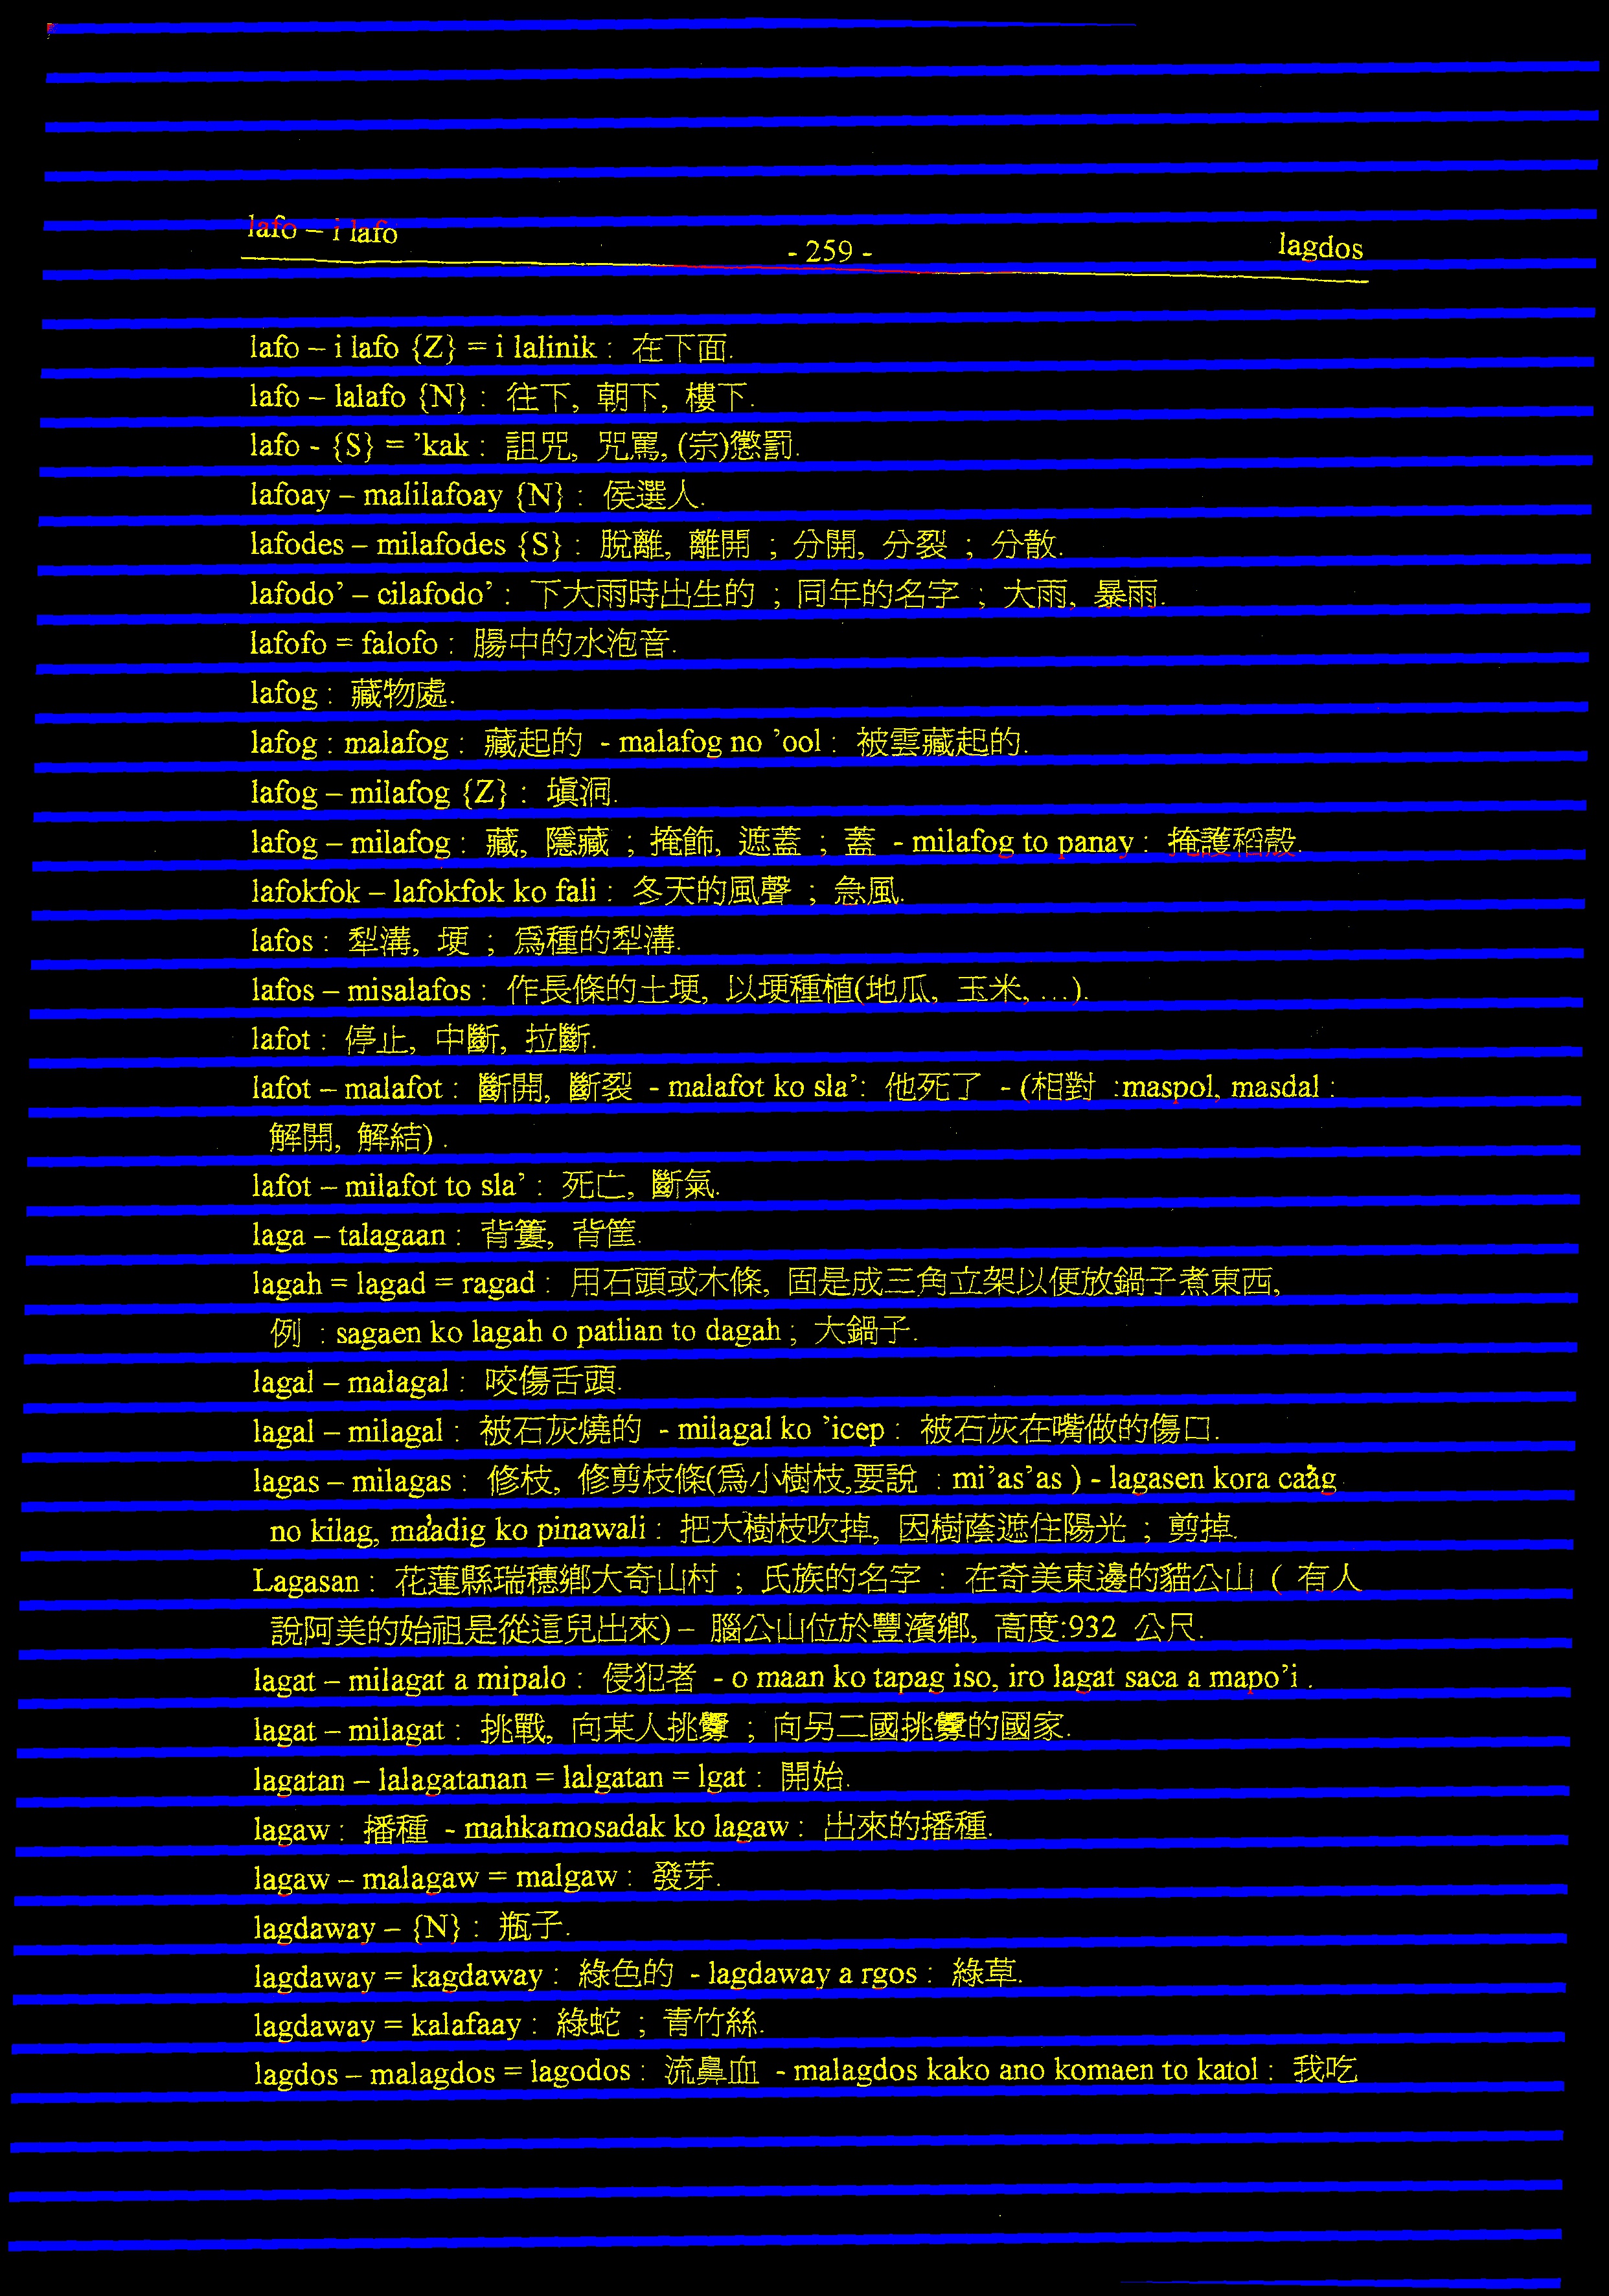 lafo – i lafo
- 259 -
lagdos
lafo – i lafo {Z} = i lalinik : 在下面.
lafo – lalafo {N} : 往下, 朝下, 樓下.
lafo - {S} = ’kak : 詛咒, 咒罵, (宗)懲罰.
lafoay – malilafoay {N} : 侯選人.
lafodes – milafodes {S} : 脫離, 離開 ; 分開, 分裂 ; 分散.
lafodo’ – cilafodo’ : 下大雨時出生的 ; 同年的名字 ; 大雨, 暴雨.
lafofo = falofo : 腸中的水泡音.
lafog : 藏物處.
lafog : malafog : 藏起的 - malafog no ’ool : 被雲藏起的.
lafog – milafog {Z} : 填洞.
lafog – milafog : 藏, 隱藏 ; 掩飾, 遮蓋 ; 蓋 - milafog to panay : 掩護稻殼.
lafokfok – lafokfok ko fali : 冬天的風聲 ; 急風.
lafos : 犁溝, 埂 ; 為種的犁溝.
lafos – misalafos : 作長條的土埂, 以埂種植(地瓜, 玉米, ...).
lafot : 停止, 中斷, 拉斷.
lafot – malafot : 斷開, 斷裂 - malafot ko sla’: 他死了 - (相對 :maspol, masdal :
解開, 解結) .
lafot – milafot to sla’ : 死亡, 斷氣.
laga – talagaan : 背簍, 背筐.
lagah = lagad = ragad : 用石頭或木條, 固是成三角立架以便放鍋子煮東西,
例 : sagaen ko lagah o patlian to dagah ; 大鍋子.
lagal – malagal : 咬傷舌頭.
lagal – milagal : 被石灰燒的 - milagal ko ’icep : 被石灰在嘴做的傷口.
lagas – milagas : 修枝, 修剪枝條(為小樹枝,要說 : mi’as’as ) - lagasen kora ca’ag
no kilag, ma’adig ko pinawali : 把大樹枝吹掉, 因樹蔭遮住陽光 ; 剪掉.
Lagasan : 花蓮縣瑞穗鄉大奇山村 ; 氏族的名字 : 在奇美東邊的貓公山 ( 有人
說阿美的始祖是從這兒出來) – 腦公山位於豐濱鄉, 高度:932 公尺.
lagat – milagat a mipalo : 侵犯者 - o maan ko tapag iso, iro lagat saca a mapo’i .
lagat – milagat : 挑戰, 向某人挑釁 ; 向另二國挑釁的國家.
lagatan – lalagatanan = lalgatan = lgat : 開始.
lagaw : 播種 - mahkamosadak ko lagaw : 出來的播種.
lagaw – malagaw = malgaw : 發芽.
lagdaway – {N} : 瓶子.
lagdaway = kagdaway : 綠色的 - lagdaway a rgos : 綠草.
lagdaway = kalafaay : 綠蛇 ; 青竹絲.
lagdos – malagdos = lagodos : 流鼻血 - malagdos kako ano komaen to katol : 我吃